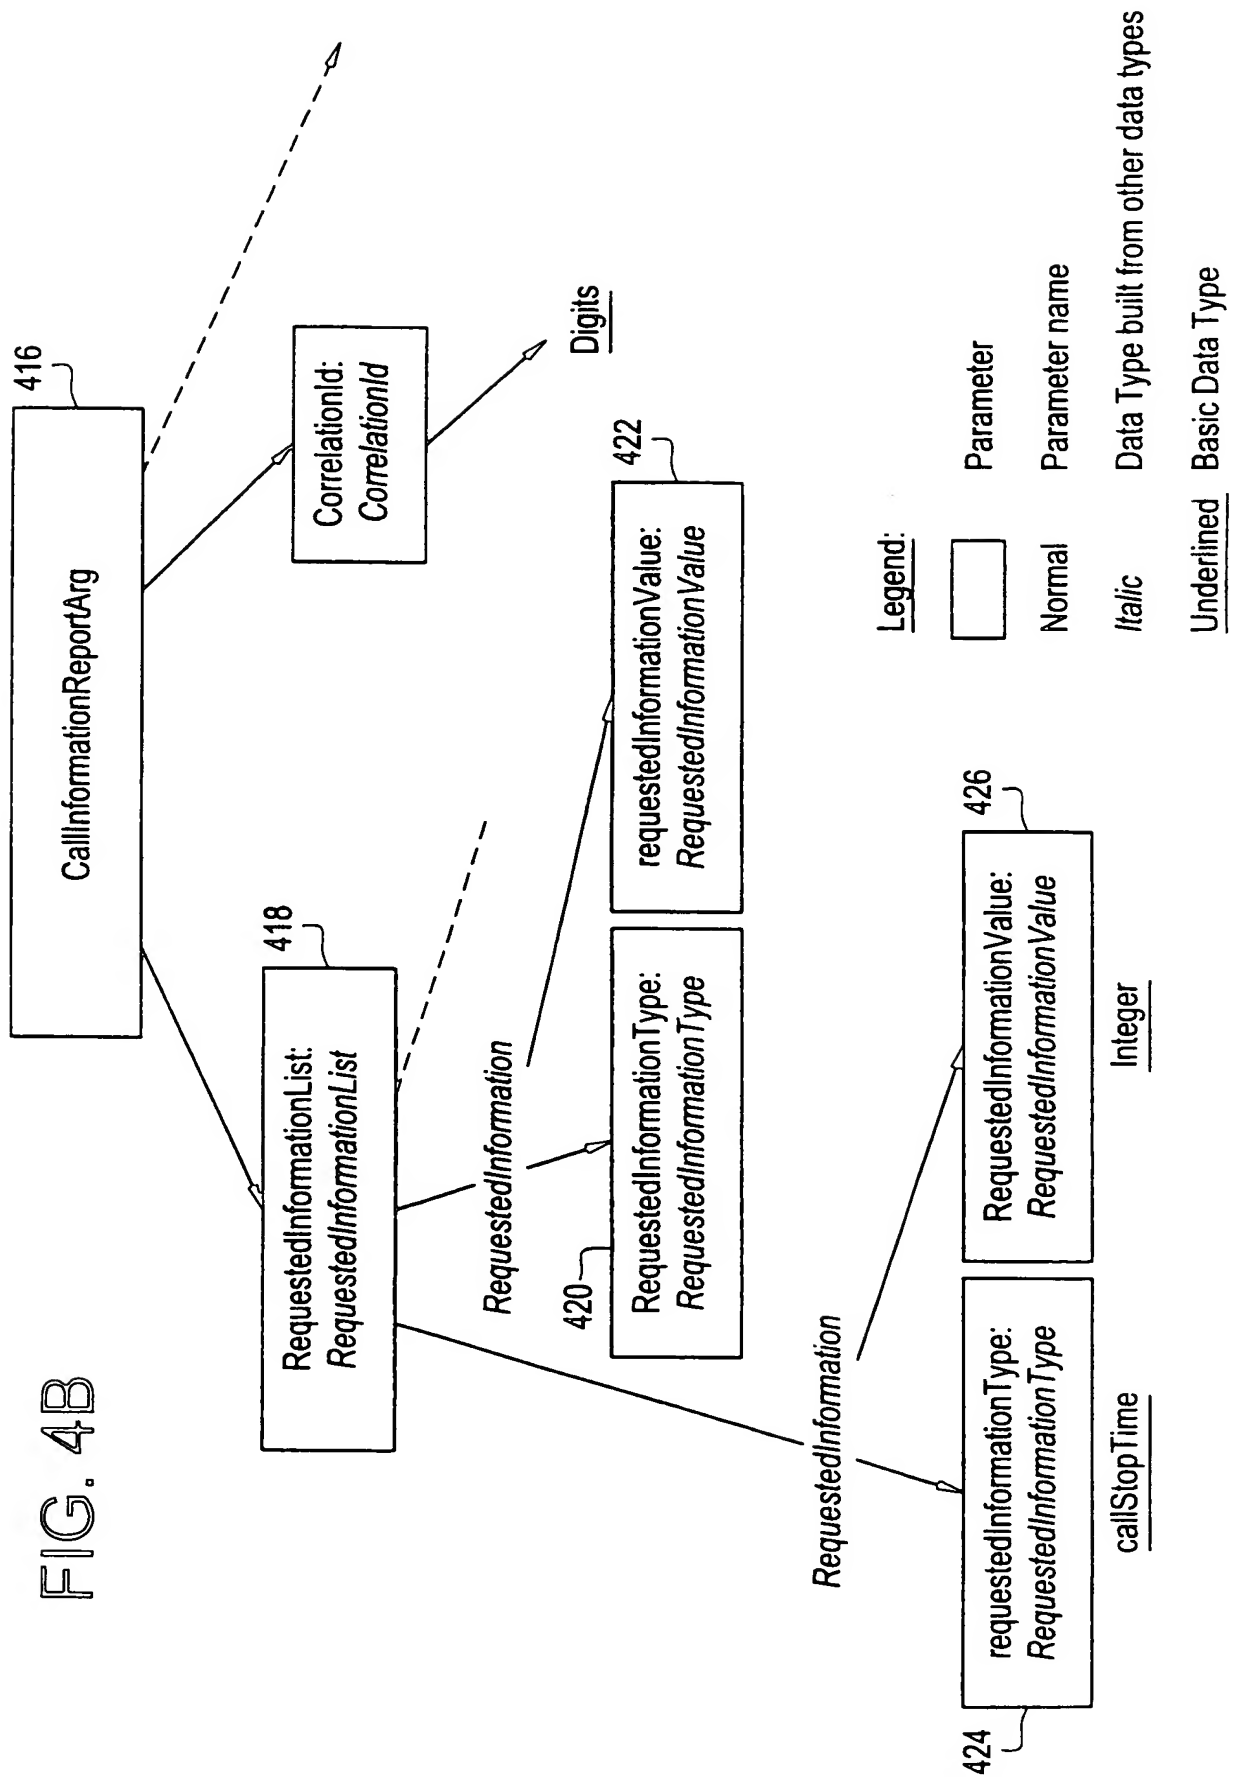 FIG. 4B
416
CallInformationReportArg
418
RequestedInformationList:
RequestedInformationList
CorrelationId:
CorrelationId
Digits
RequestedInformation
420
RequestedInformationType:
RequestedInformationType
422
requestedInformationValue:
RequestedInformationValue
RequestedInformation
424
requestedInformationType:
RequestedInformationType
callStopTime
426
RequestedInformationValue:
RequestedInformationValue
Integer
Legend:
Parameter
Normal Parameter name
Italic Data Type built from other data types
Underlined Basic Data Type